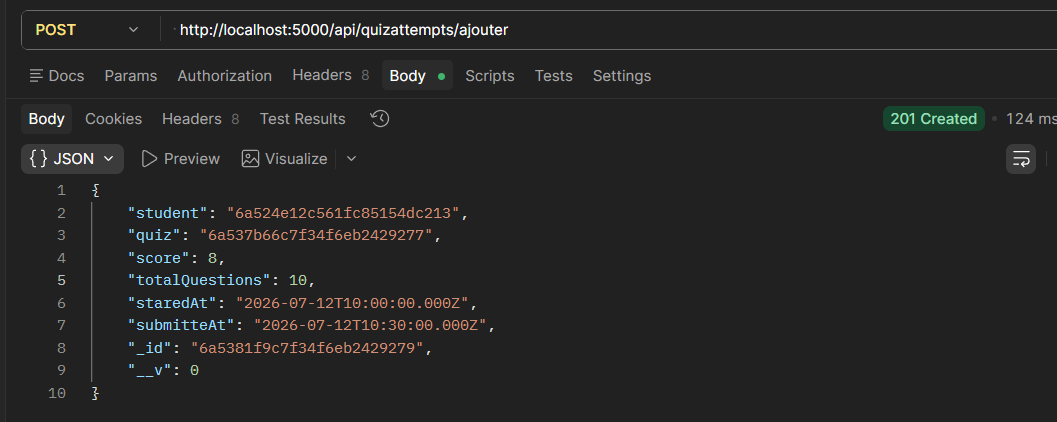 POST http://localhost:5000/api/quizattempts/ajouter
Docs Params Authorization Headers 8 Body Scripts Tests Settings
Body Cookies Headers 8 Test Results 201 Created 124 ms
{} JSON Preview Visualize
1 {
2 "student": "6a524e12c561fc85154dc213",
3 "quiz": "6a537b66c7f34f6eb2429277",
4 "score": 8,
5 "totalQuestions": 10,
6 "staredAt": "2026-07-12T10:00:00.000Z",
7 "submitteAt": "2026-07-12T10:30:00.000Z",
8 "_id": "6a5381f9c7f34f6eb2429279",
9 "__v": 0
10 }